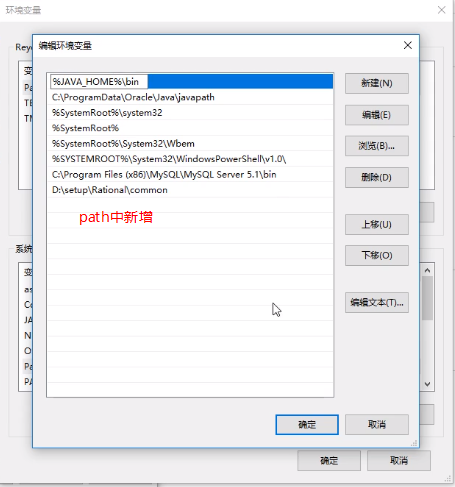 环境变量
编辑环境变量
Reye
变
Pa
TE
TM
%JAVA_HOME%\bin
C:\ProgramData\Oracle\Java\javapath
%SystemRoot%\system32
%SystemRoot%
%SystemRoot%\System32\Wbem
%SYSTEMROOT%\System32\WindowsPowerShell\v1.0\
C:\Program Files (x86)\MySQL\MySQL Server 5.1\bin
D:\setup\Rational\common
path中新增
新建(N)
编辑(E)
浏览(B)...
删除(D)
上移(U)
下移(O)
编辑文本(T)...
系统
变
as
Co
JA
N
O
Pa
PA
确定
取消
确定
取消